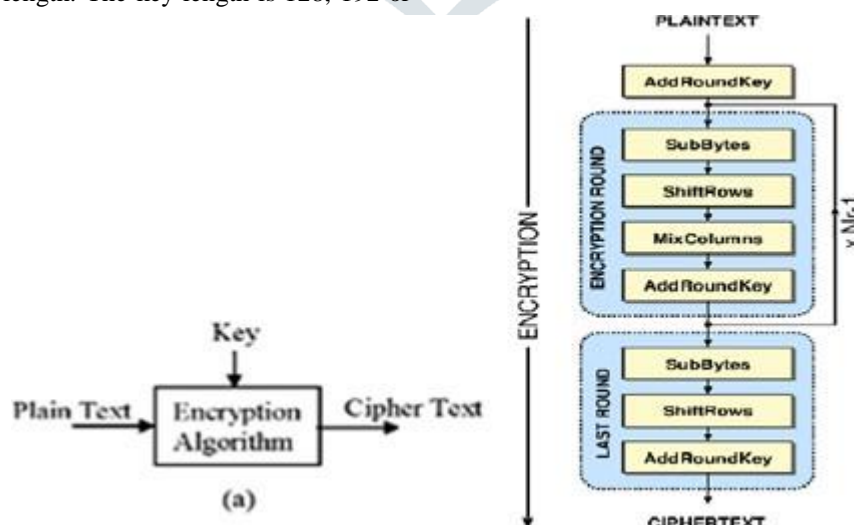 length. The key length is 128, 192 or
Key
Plain Text
Encryption
Algorithm
Cipher Text
(a)
ENCRYPTION
PLAINTEXT
AddRoundKey
ENCRYPTION ROUND
SubBytes
ShiftRows
MixColumns
AddRoundKey
x Nr-1
LAST ROUND
SubBytes
ShiftRows
AddRoundKey
CIPHERTEXT